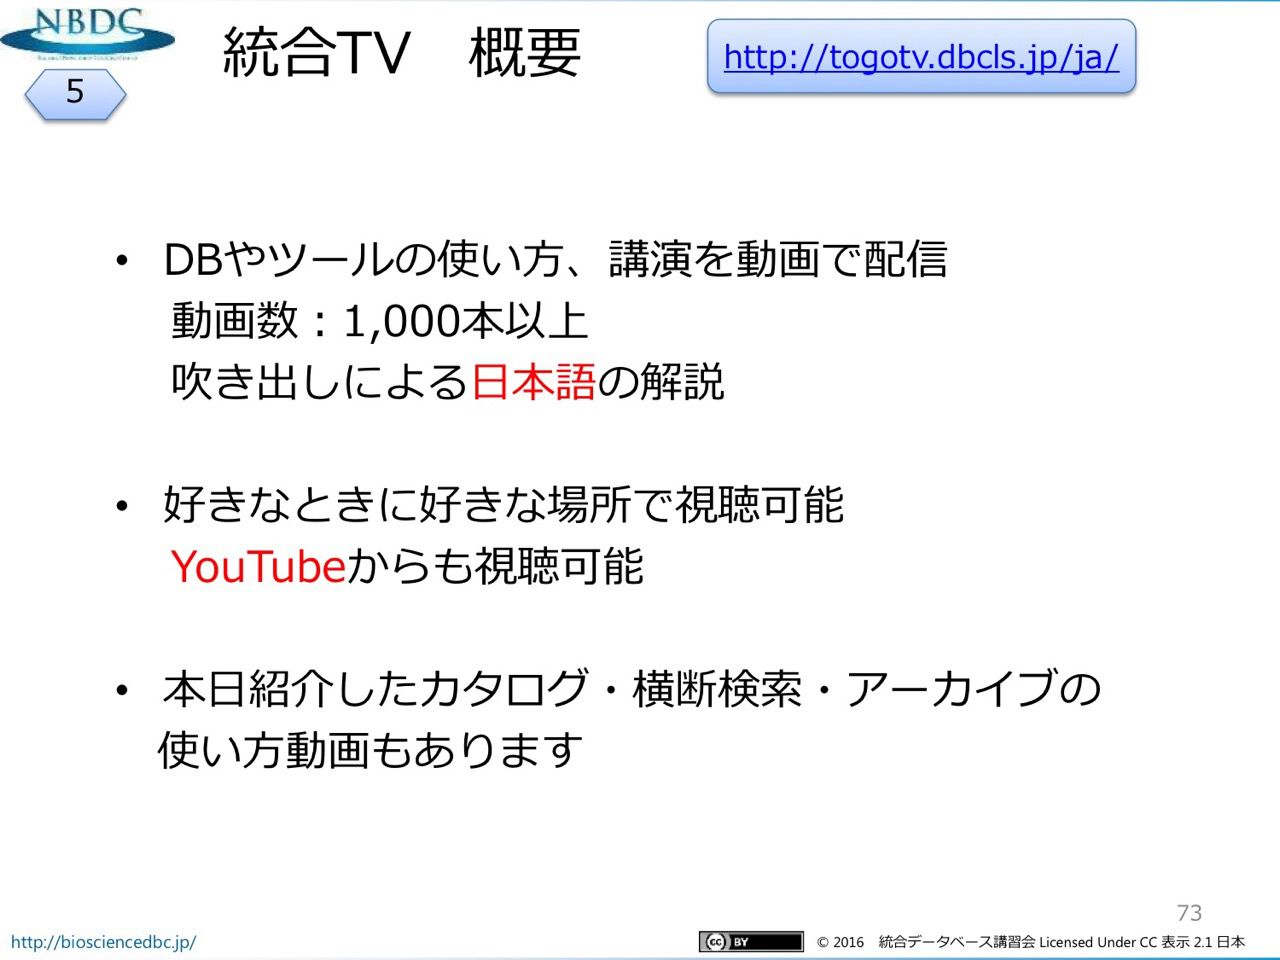 NBDC
5
統合TV　概要
http://togotv.dbcls.jp/ja/
• DBやツールの使い方、講演を動画で配信
動画数：1,000本以上
吹き出しによる日本語の解説
• 好きなときに好きな場所で視聴可能
YouTubeからも視聴可能
• 本日紹介したカタログ・横断検索・アーカイブの
使い方動画もあります
73
http://biosciencedbc.jp/
cc BY
© 2016　統合データベース講習会 Licensed Under CC 表示 2.1 日本